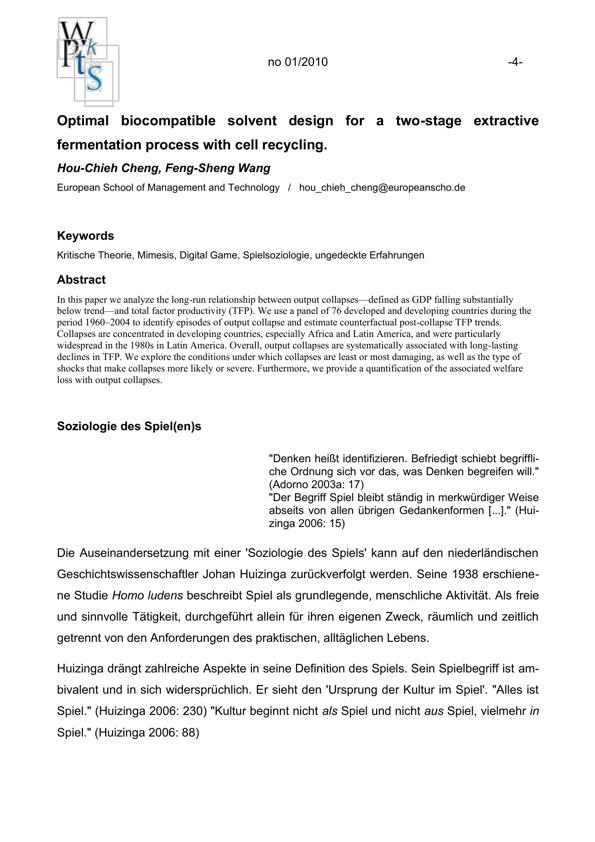 W k
P ts
S
no 01/2010 -4-
Optimal biocompatible solvent design for a two-stage extractive
fermentation process with cell recycling.
Hou-Chieh Cheng, Feng-Sheng Wang
European School of Management and Technology / hou_chieh_cheng@europeanscho.de
Keywords
Kritische Theorie, Mimesis, Digital Game, Spielsoziologie, ungedeckte Erfahrungen
Abstract
In this paper we analyze the long-run relationship between output collapses—defined as GDP falling substantially
below trend—and total factor productivity (TFP). We use a panel of 76 developed and developing countries during the
period 1960–2004 to identify episodes of output collapse and estimate counterfactual post-collapse TFP trends.
Collapses are concentrated in developing countries, especially Africa and Latin America, and were particularly
widespread in the 1980s in Latin America. Overall, output collapses are systematically associated with long-lasting
declines in TFP. We explore the conditions under which collapses are least or most damaging, as well as the type of
shocks that make collapses more likely or severe. Furthermore, we provide a quantification of the associated welfare
loss with output collapses.
Soziologie des Spiel(en)s
"Denken heißt identifizieren. Befriedigt schiebt begriffli-
che Ordnung sich vor das, was Denken begreifen will."
(Adorno 2003a: 17)
"Der Begriff Spiel bleibt ständig in merkwürdiger Weise
abseits von allen übrigen Gedankenformen [...]." (Hui-
zinga 2006: 15)
Die Auseinandersetzung mit einer 'Soziologie des Spiels' kann auf den niederländischen
Geschichtswissenschaftler Johan Huizinga zurückverfolgt werden. Seine 1938 erschiene-
ne Studie Homo ludens beschreibt Spiel als grundlegende, menschliche Aktivität. Als freie
und sinnvolle Tätigkeit, durchgeführt allein für ihren eigenen Zweck, räumlich und zeitlich
getrennt von den Anforderungen des praktischen, alltäglichen Lebens.
Huizinga drängt zahlreiche Aspekte in seine Definition des Spiels. Sein Spielbegriff ist am-
bivalent und in sich widersprüchlich. Er sieht den 'Ursprung der Kultur im Spiel'. "Alles ist
Spiel." (Huizinga 2006: 230) "Kultur beginnt nicht als Spiel und nicht aus Spiel, vielmehr in
Spiel." (Huizinga 2006: 88)